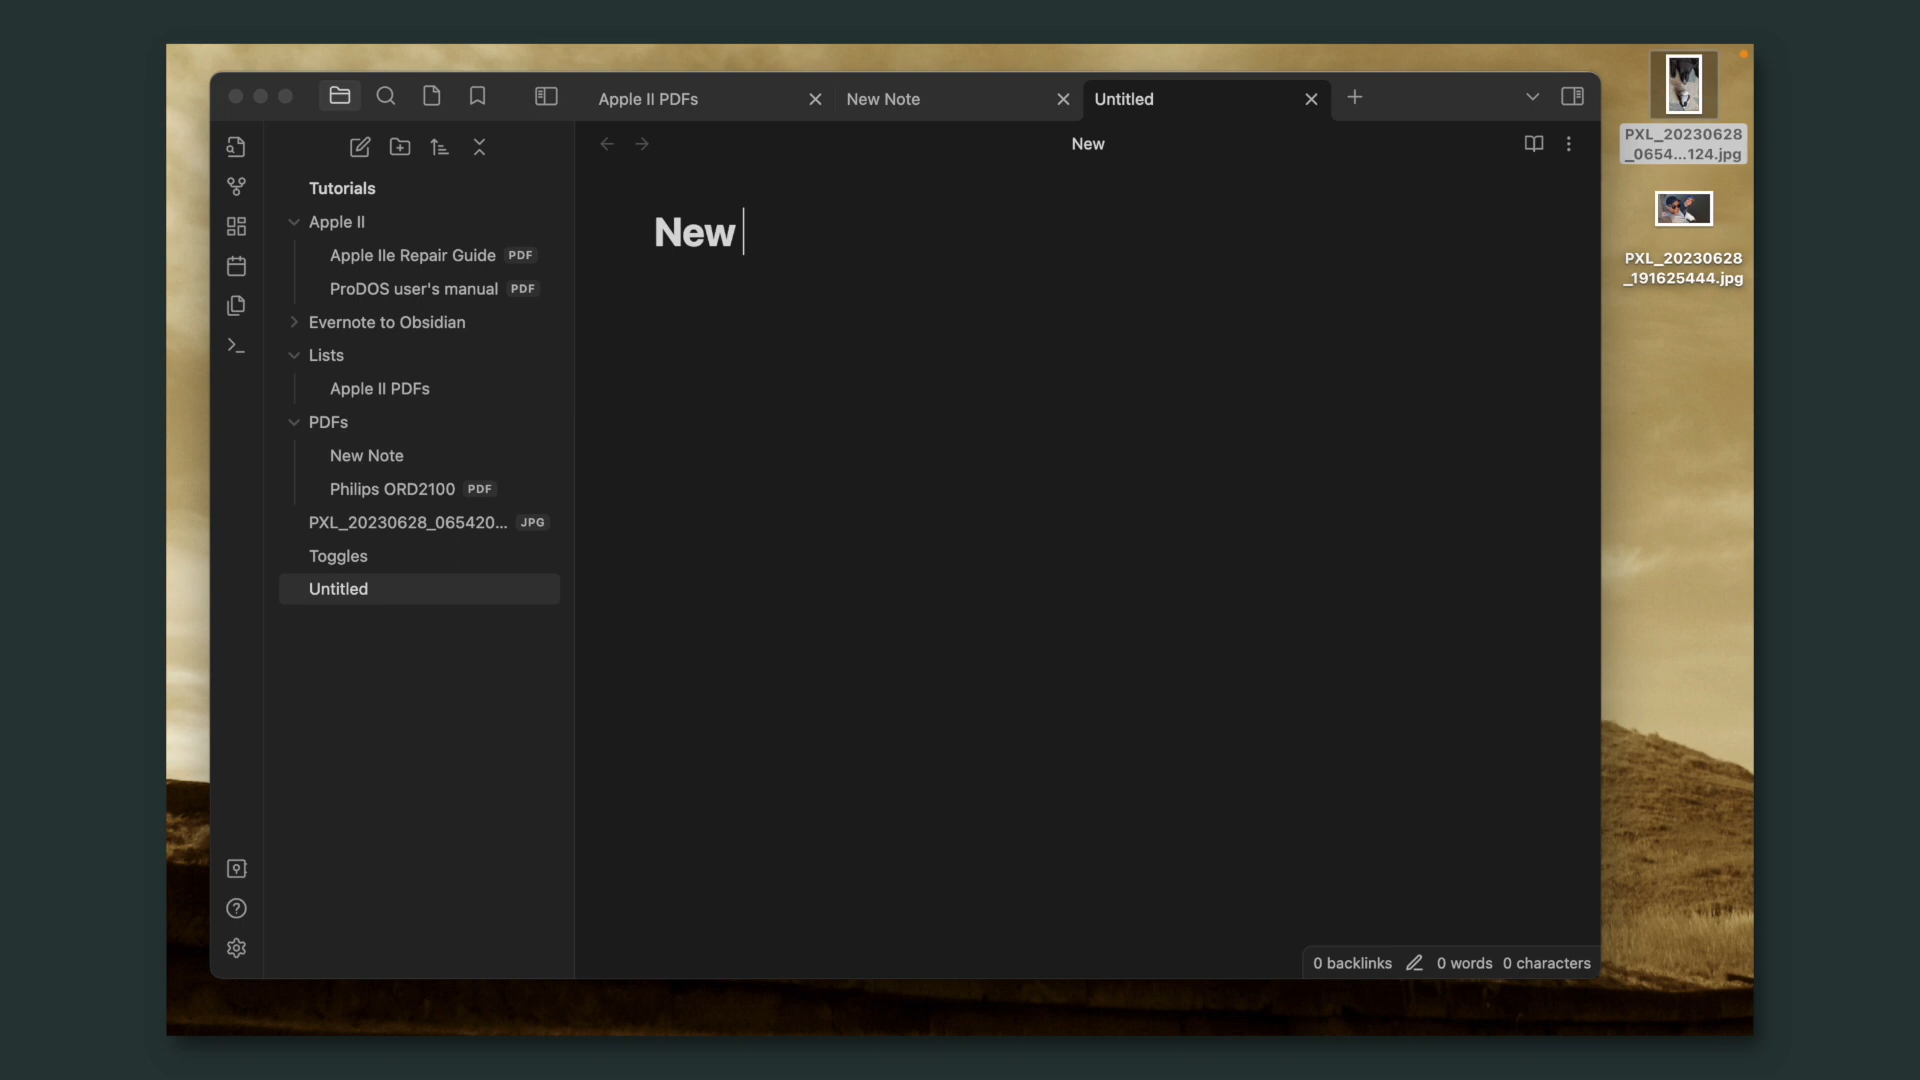 Apple II PDFs
New Note
Untitled
New
Tutorials
Apple II
Apple IIe Repair Guide PDF
ProDOS user's manual PDF
Evernote to Obsidian
Lists
Apple II PDFs
PDFs
New Note
Philips ORD2100 PDF
PXL_20230628_065420... JPG
Toggles
Untitled
New
0 backlinks 0 words 0 characters
PXL_20230628
_0654...124.jpg
PXL_20230628
_191625444.jpg